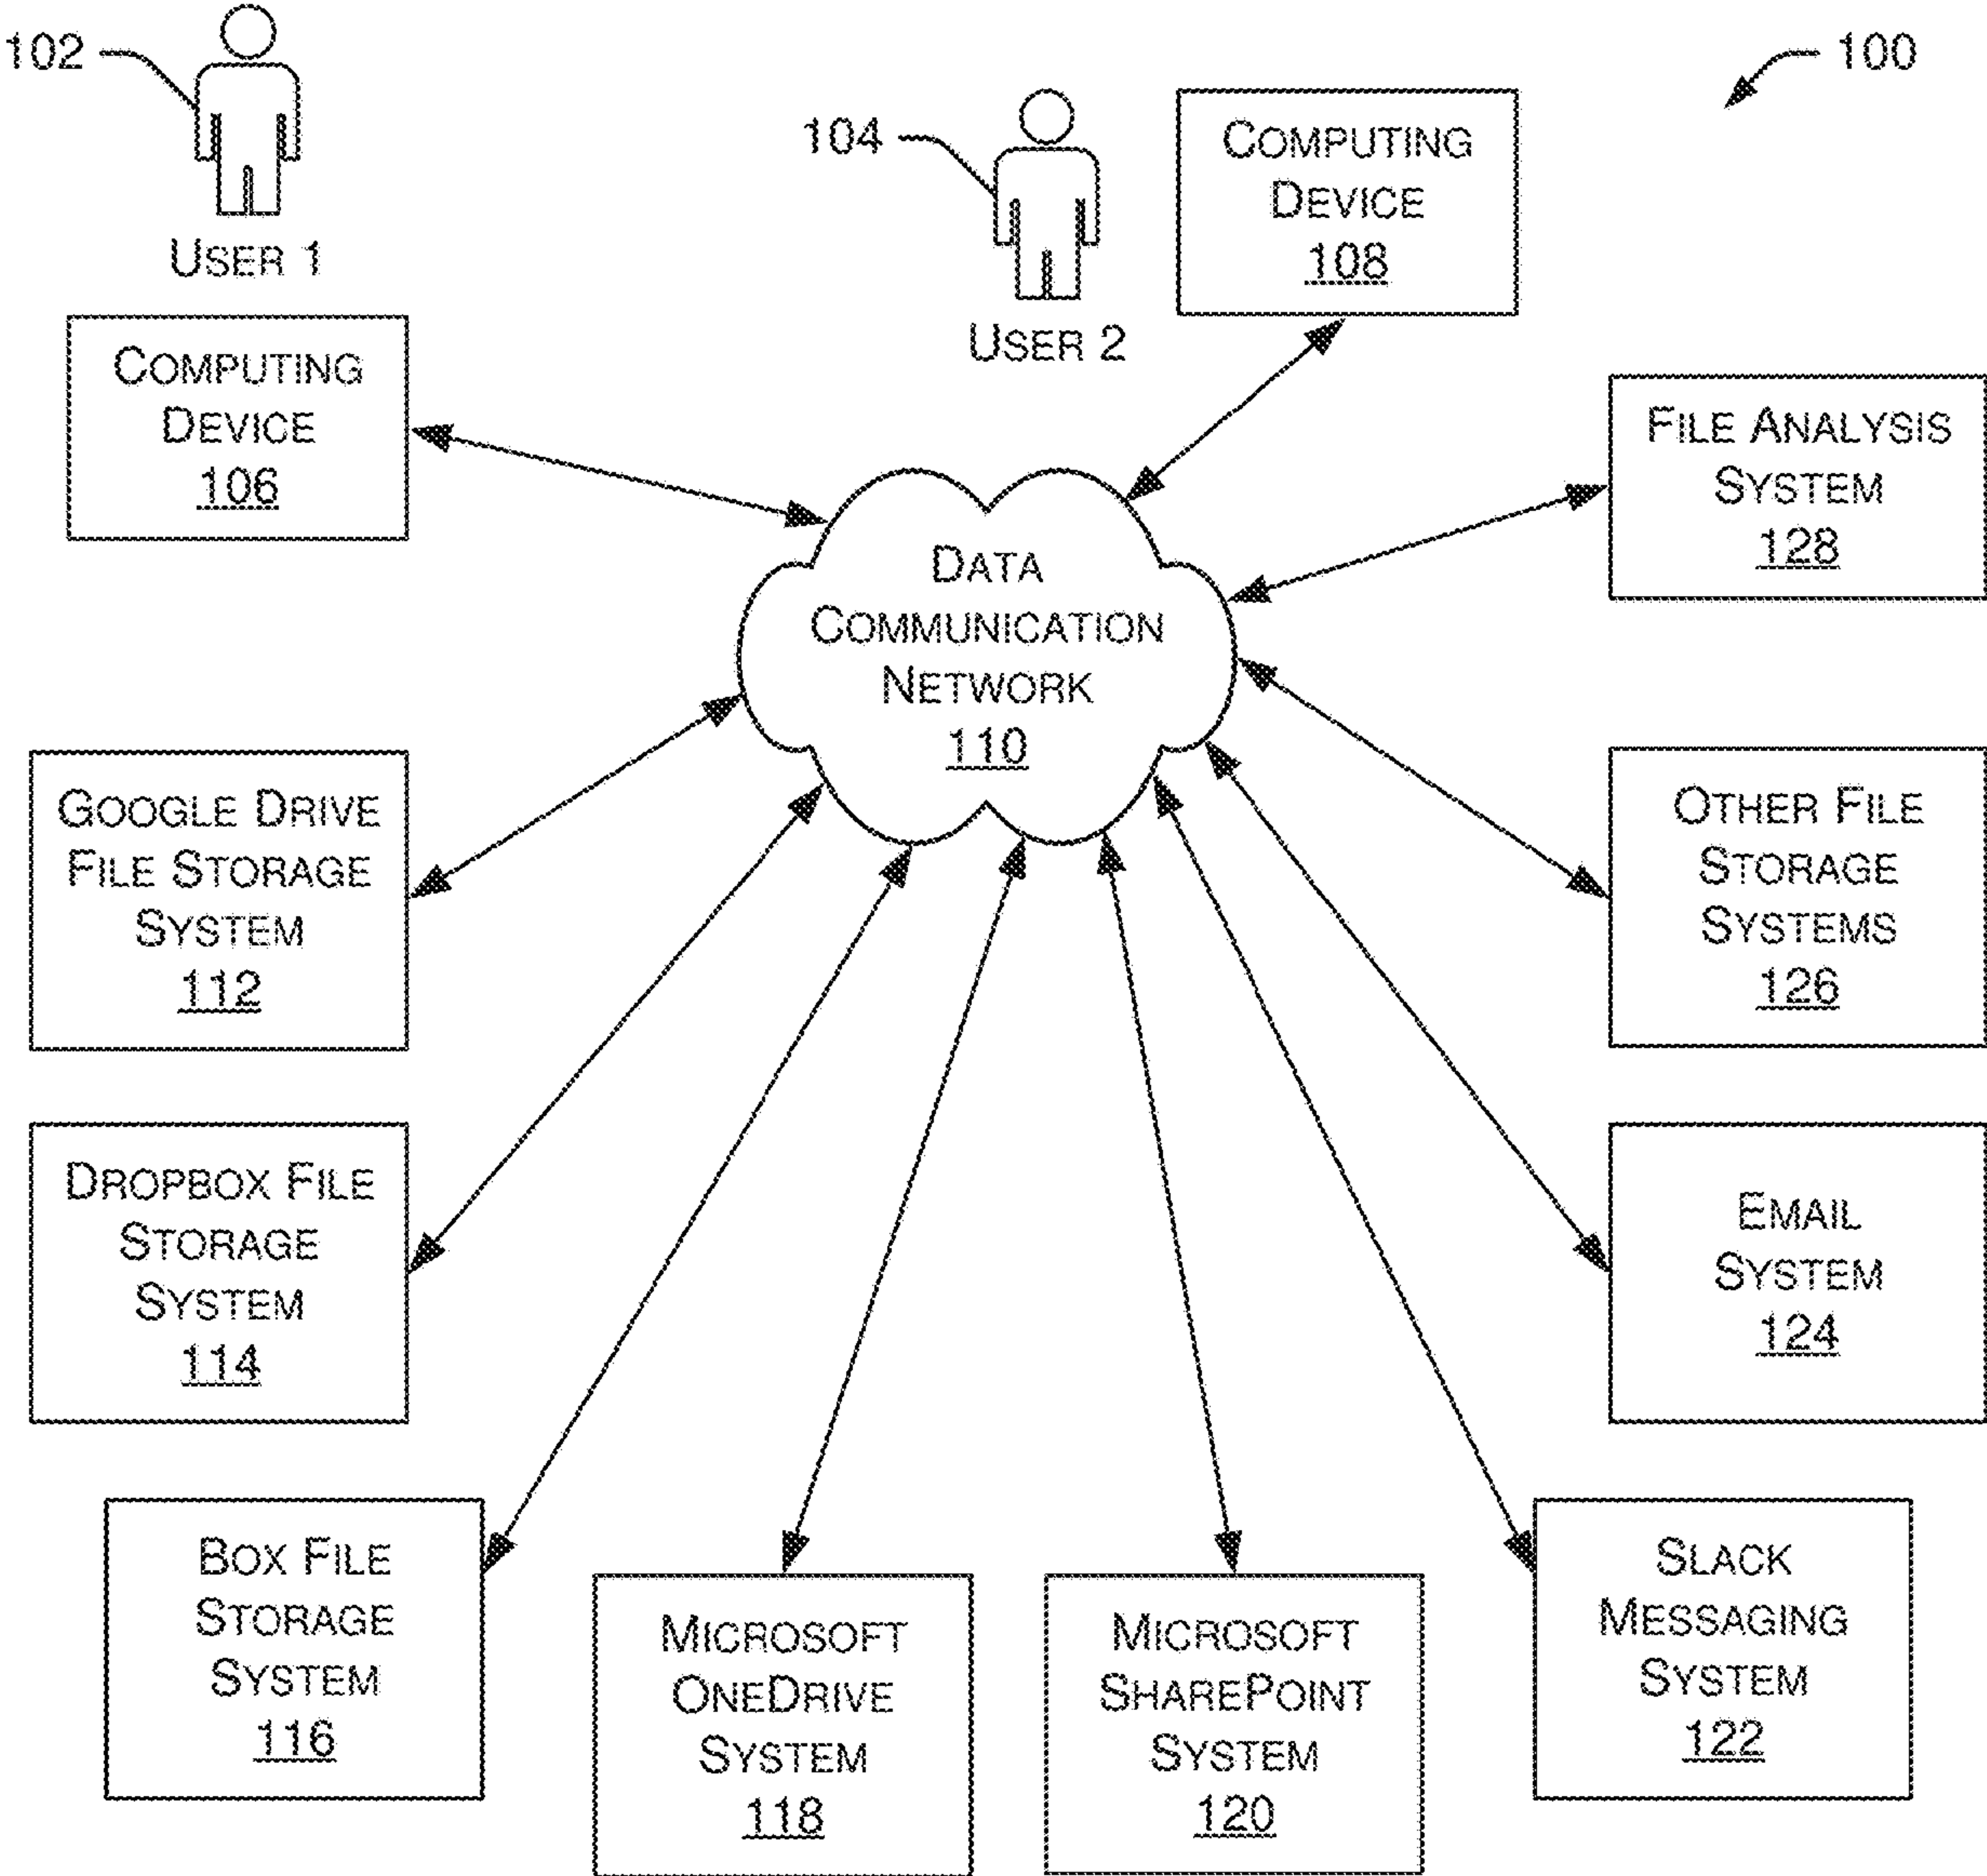 102
USER 1
104
USER 2
100
COMPUTING
DEVICE
108
COMPUTING
DEVICE
106
FILE ANALYSIS
SYSTEM
128
DATA
COMMUNICATION
NETWORK
110
GOOGLE DRIVE
FILE STORAGE
SYSTEM
112
OTHER FILE
STORAGE
SYSTEMS
126
DROPBOX FILE
STORAGE
SYSTEM
114
EMAIL
SYSTEM
124
BOX FILE
STORAGE
SYSTEM
116
MICROSOFT
ONEDRIVE
SYSTEM
118
MICROSOFT
SHAREPOINT
SYSTEM
120
SLACK
MESSAGING
SYSTEM
122